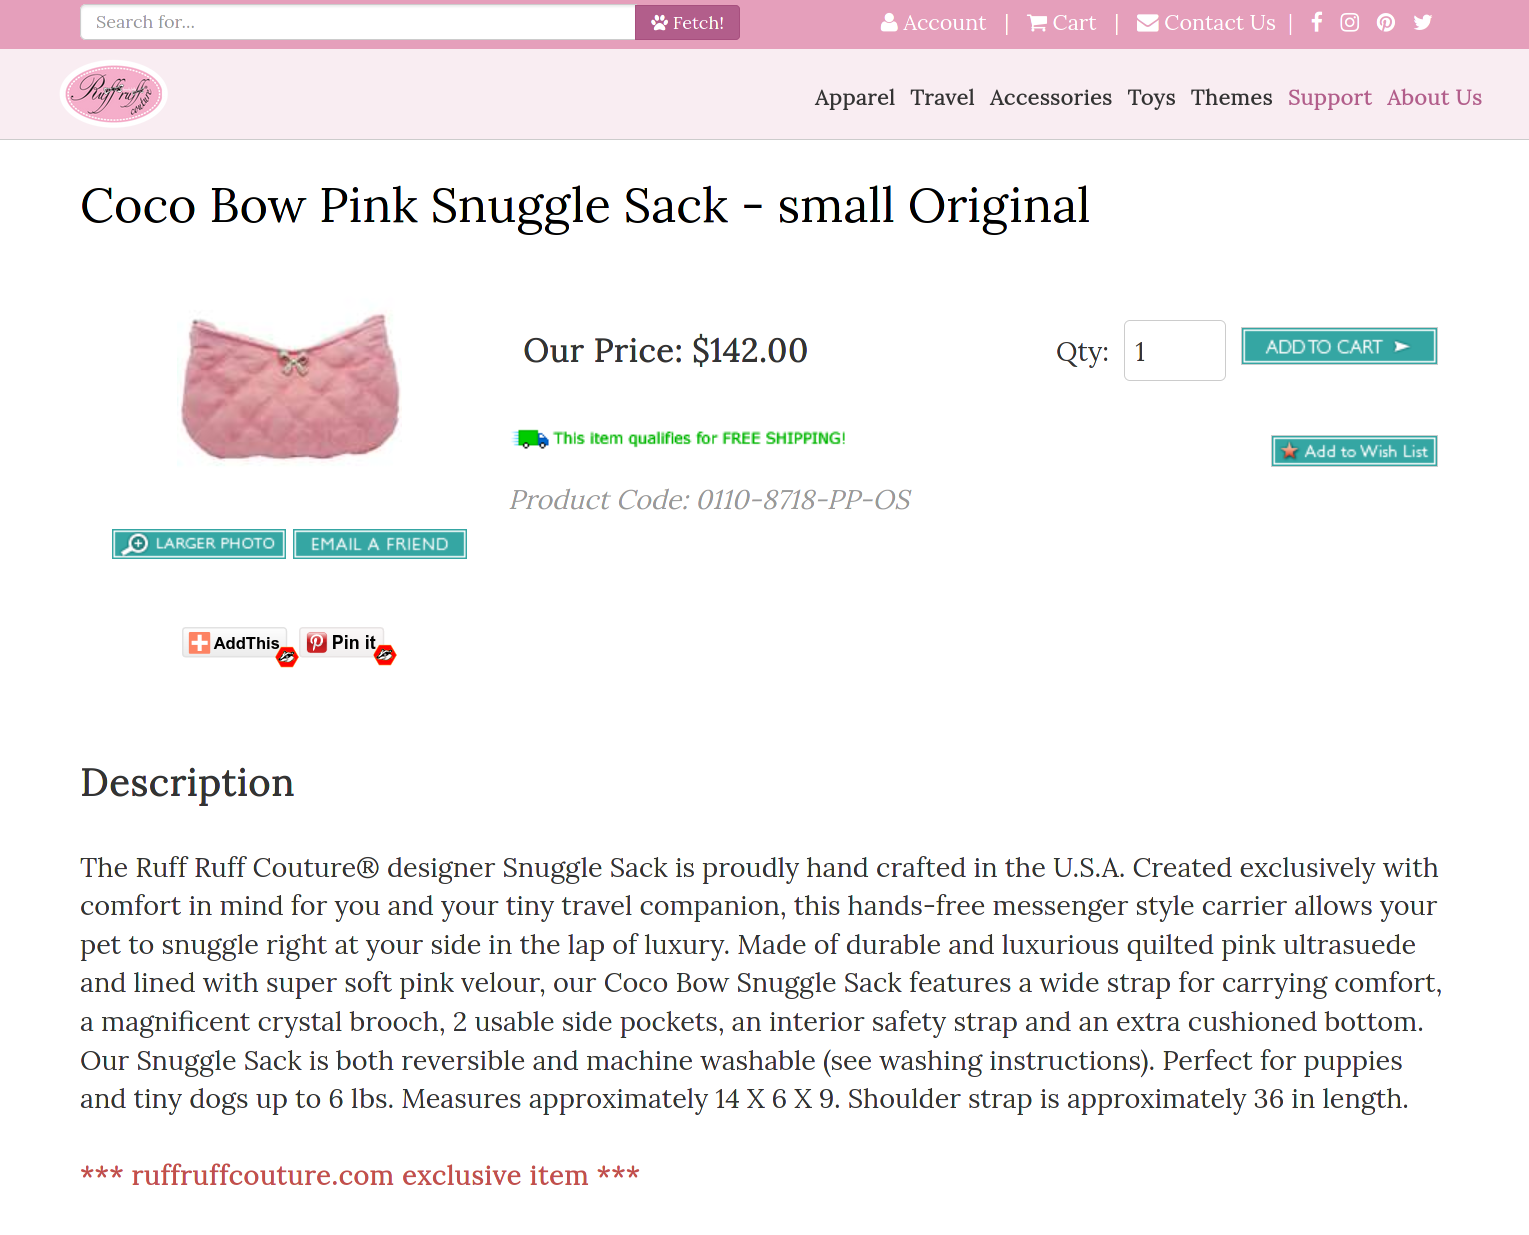 Search for...
Fetch!
Account | Cart | Contact Us |
Ruff ruff
couture
Apparel Travel Accessories Toys Themes Support About Us
Coco Bow Pink Snuggle Sack - small Original
Our Price: $142.00
Qty: 1
ADD TO CART
This item qualifies for FREE SHIPPING!
Add to Wish List
Product Code: 0110-8718-PP-OS
LARGER PHOTO
EMAIL A FRIEND
AddThis
Pin it
Description
The Ruff Ruff Couture® designer Snuggle Sack is proudly hand crafted in the U.S.A. Created exclusively with
comfort in mind for you and your tiny travel companion, this hands-free messenger style carrier allows your
pet to snuggle right at your side in the lap of luxury. Made of durable and luxurious quilted pink ultrasuede
and lined with super soft pink velour, our Coco Bow Snuggle Sack features a wide strap for carrying comfort,
a magnificent crystal brooch, 2 usable side pockets, an interior safety strap and an extra cushioned bottom.
Our Snuggle Sack is both reversible and machine washable (see washing instructions). Perfect for puppies
and tiny dogs up to 6 lbs. Measures approximately 14 X 6 X 9. Shoulder strap is approximately 36 in length.
*** ruffruffcouture.com exclusive item ***